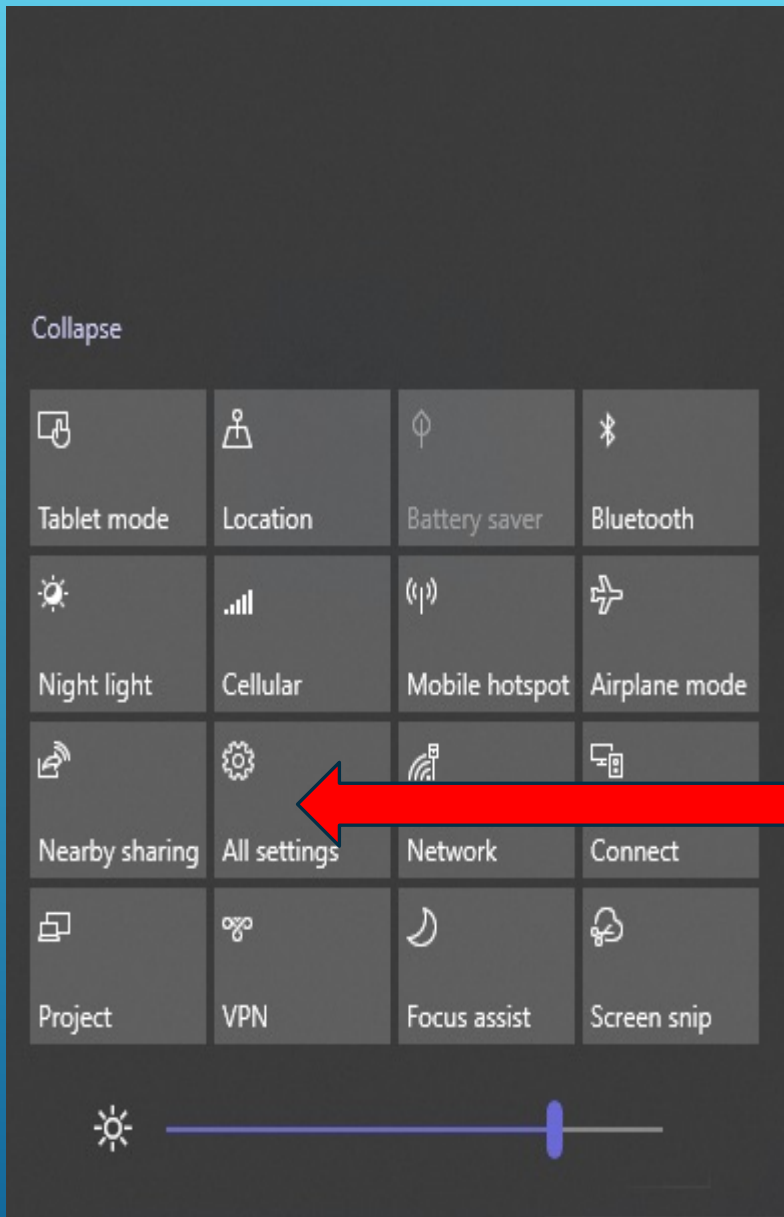 Collapse
Tablet mode
Location
Battery saver
Bluetooth
Night light
Cellular
Mobile hotspot
Airplane mode
Nearby sharing
All settings
Network
Connect
Project
VPN
Focus assist
Screen snip